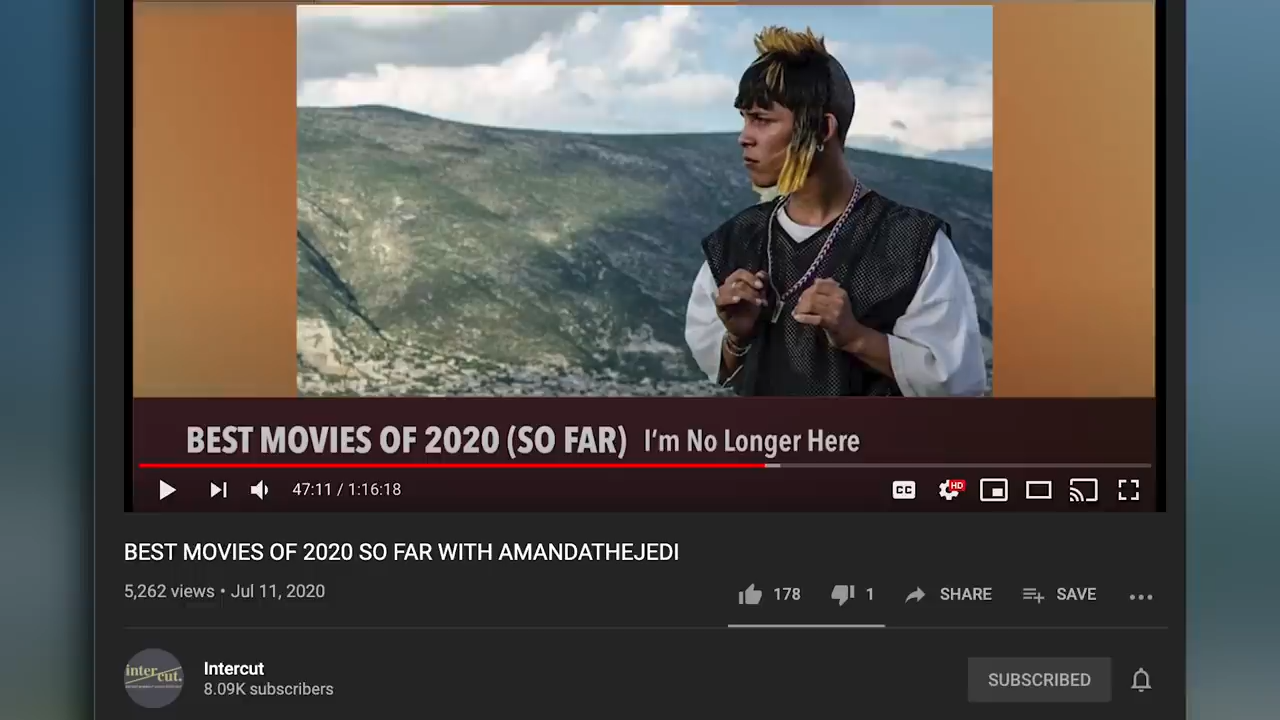 BEST MOVIES OF 2020 (SO FAR) I'm No Longer Here
47:11 / 1:16:18
CC
HD
BEST MOVIES OF 2020 SO FAR WITH AMANDATHEJEDI
5,262 views • Jul 11, 2020
178
1
SHARE
SAVE
inter
cut.
Intercut
8.09K subscribers
SUBSCRIBED